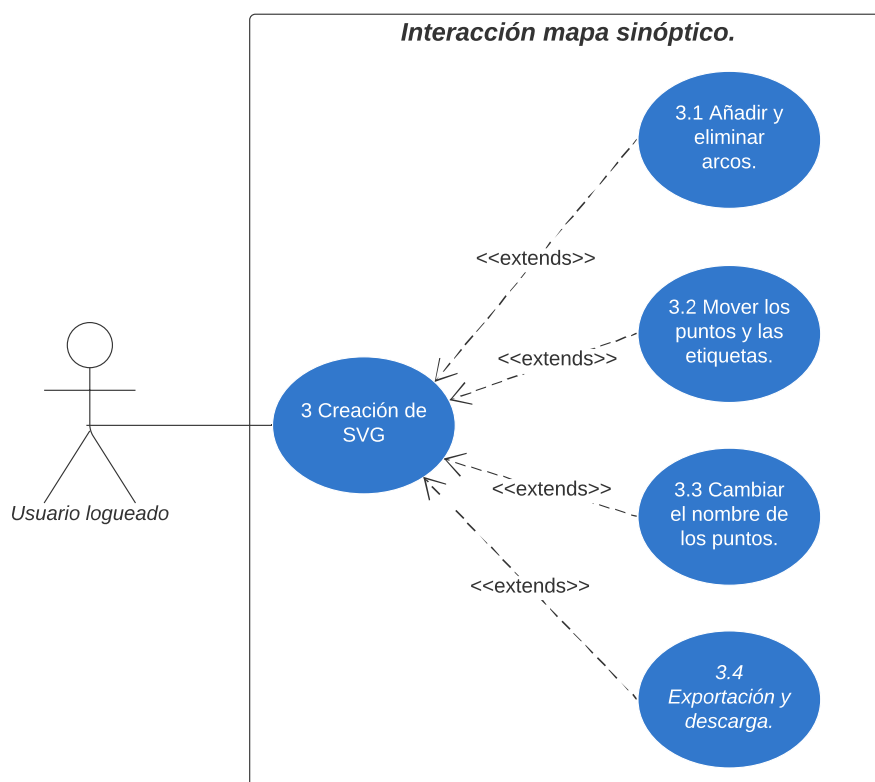 Interacción mapa sinóptico.
3.1 Añadir y
eliminar
arcos.
<<extends>>
3.2 Mover los
puntos y las
etiquetas.
<<extends>>
3 Creación de
SVG
Usuario logueado
<<extends>>
3.3 Cambiar
el nombre de
los puntos.
<<extends>>
3.4
Exportación y
descarga.